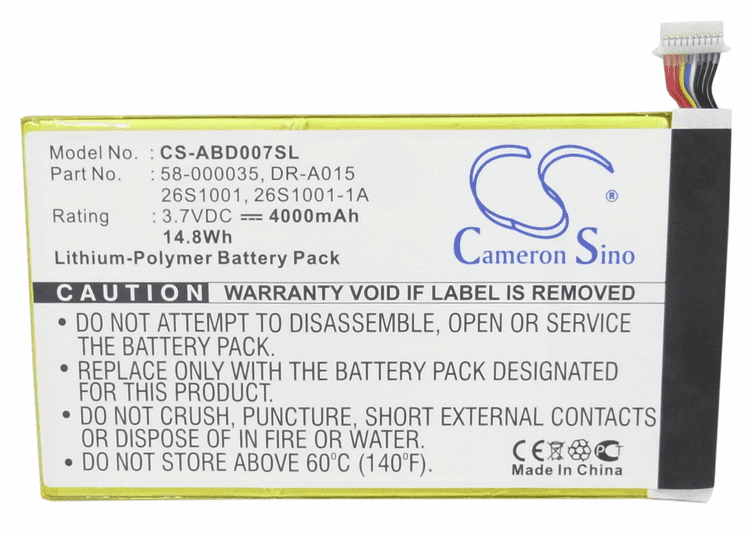 Model No. : CS-ABD007SL
Part No. : 58-000035, DR-A015
26S1001, 26S1001-1A
Rating : 3.7VDC ⎓ 4000mAh
14.8Wh
Lithium-Polymer Battery Pack
CS ®
Cameron Sino
CAUTION WARRANTY VOID IF LABEL IS REMOVED
• DO NOT ATTEMPT TO DISASSEMBLE, OPEN OR SERVICE
THE BATTERY PACK.
• REPLACE ONLY WITH THE BATTERY PACK DESIGNATED
FOR THIS PRODUCT.
• DO NOT CRUSH, PUNCTURE, SHORT EXTERNAL CONTACTS
OR DISPOSE OF IN FIRE OR WATER.
• DO NOT STORE ABOVE 60°C (140°F).
CE
Made In China